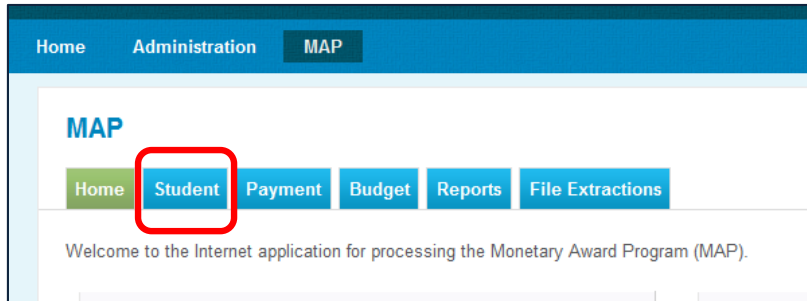 Home Administration MAP
MAP
Home Student Payment Budget Reports File Extractions
Welcome to the Internet application for processing the Monetary Award Program (MAP).